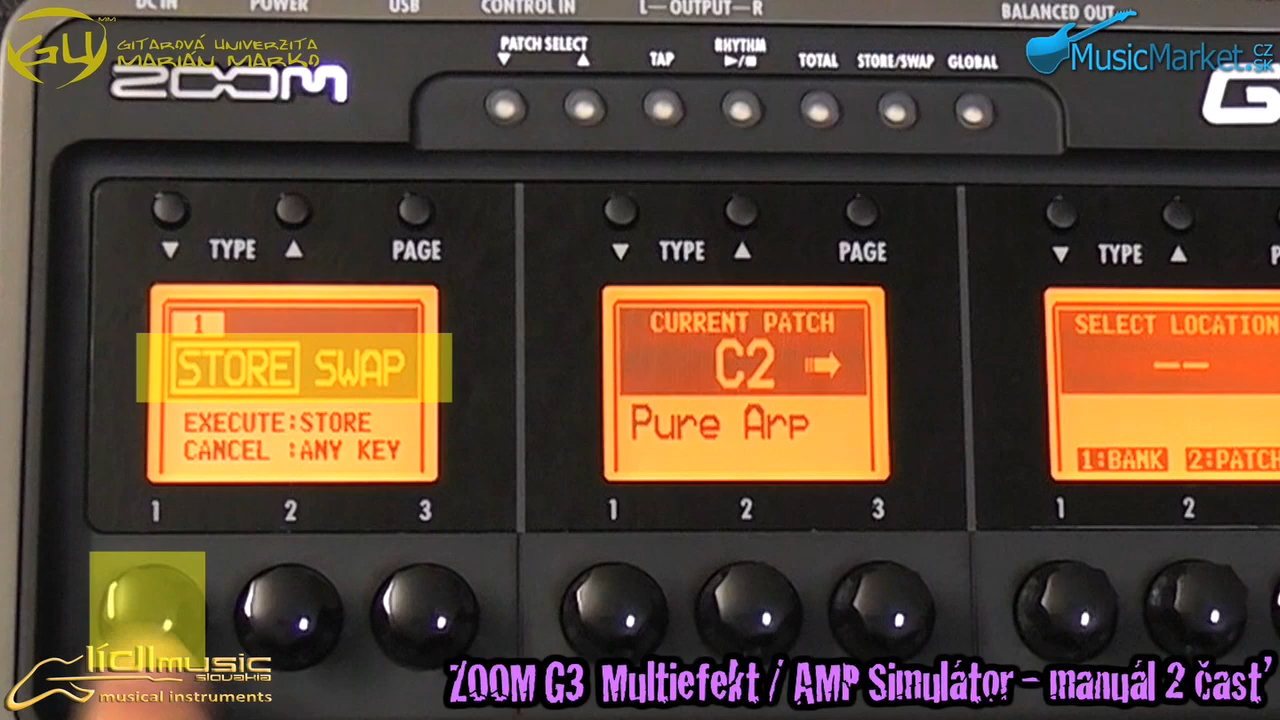 DC IN POWER USB CONTROL IN L—OUTPUT—R BALANCED OUT
GU MM
GITAROVÁ UNIVERZITA
MARIÁN MARKO
MusicMarket.CZ SK
ZOOM
PATCH SELECT
▼ ▲
TAP
RHYTHM
►/■
TOTAL
STORE/SWAP
GLOBAL
G
▼ TYPE ▲ PAGE
▼ TYPE ▲ PAGE
▼ TYPE ▲ P
1
STORE SWAP
EXECUTE:STORE
CANCEL :ANY KEY
CURRENT PATCH
C2
Pure Arp
SELECT LOCATION
--
1:BANK 2:PATCH
1 2 3
1 2 3
1 2
lídlmusic
slovakia
musical instruments
ZOOM G3 Multiefekt / AMP Simulátor – manuál 2 časť